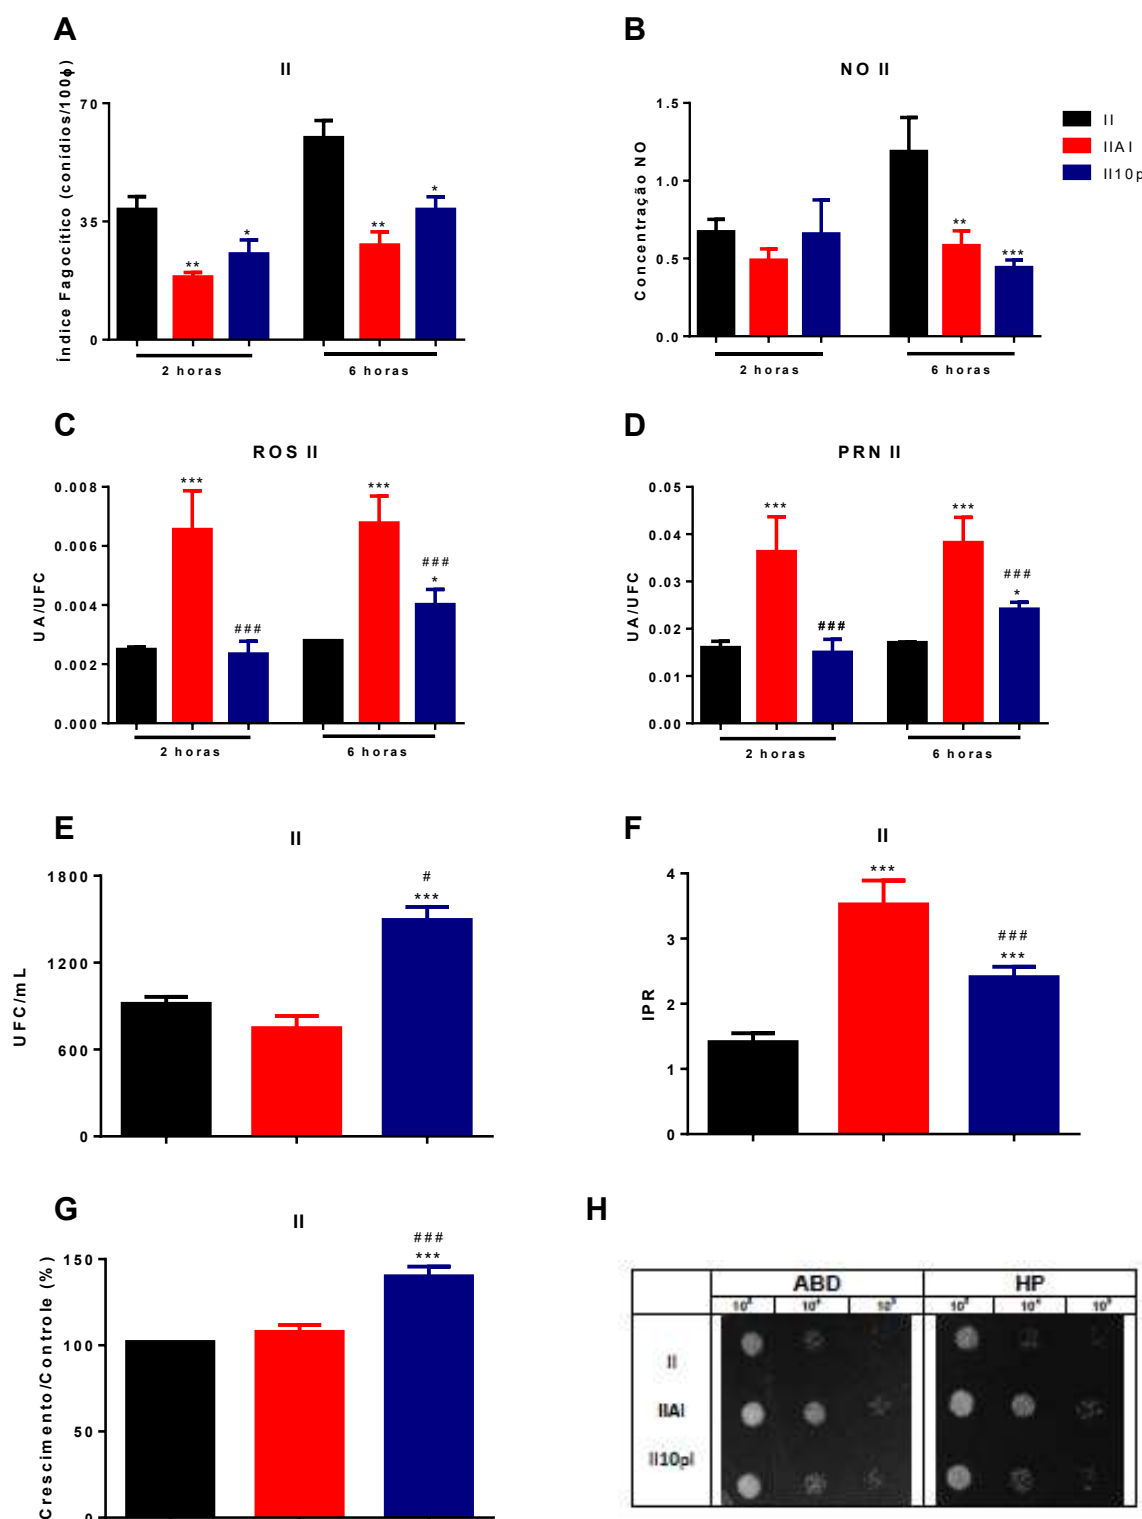 A
II
Índice Fagocítico (conídios/100ϕ)
70
35
0
**
*
**
*
2 horas
6 horas
B
NO II
Concentração NO
1.5
1.0
0.5
0.0
**
***
2 horas
6 horas
II
IIAI
II10p
C
ROS II
UA/UFC
0.008
0.006
0.004
0.002
0.000
***
###
***
###
*
2 horas
6 horas
D
PRN II
UA/UFC
0.05
0.04
0.03
0.02
0.01
0.00
***
###
***
###
*
2 horas
6 horas
E
II
UFC/mL
1800
1200
600
0
#
***
F
II
IPR
4
3
2
1
0
***
###
***
G
II
Crescimento/Controle (%)
150
100
50
0
###
***
H
ABD HP
II
IIAI
II10pI